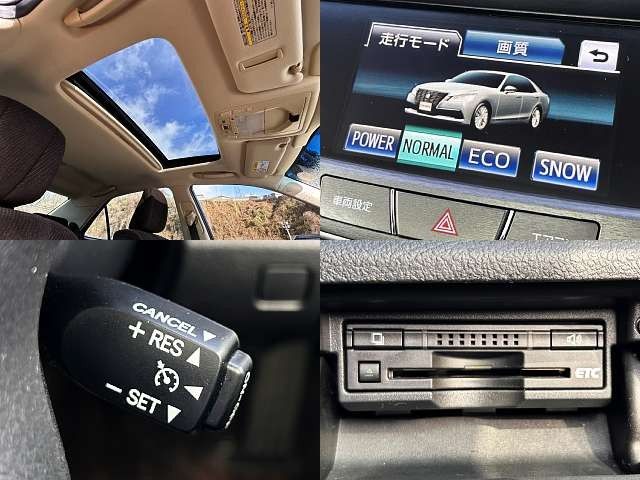 走行モード
画質
POWER
NORMAL
ECO
SNOW
車両設定
CANCEL
+ RES
- SET
ETC